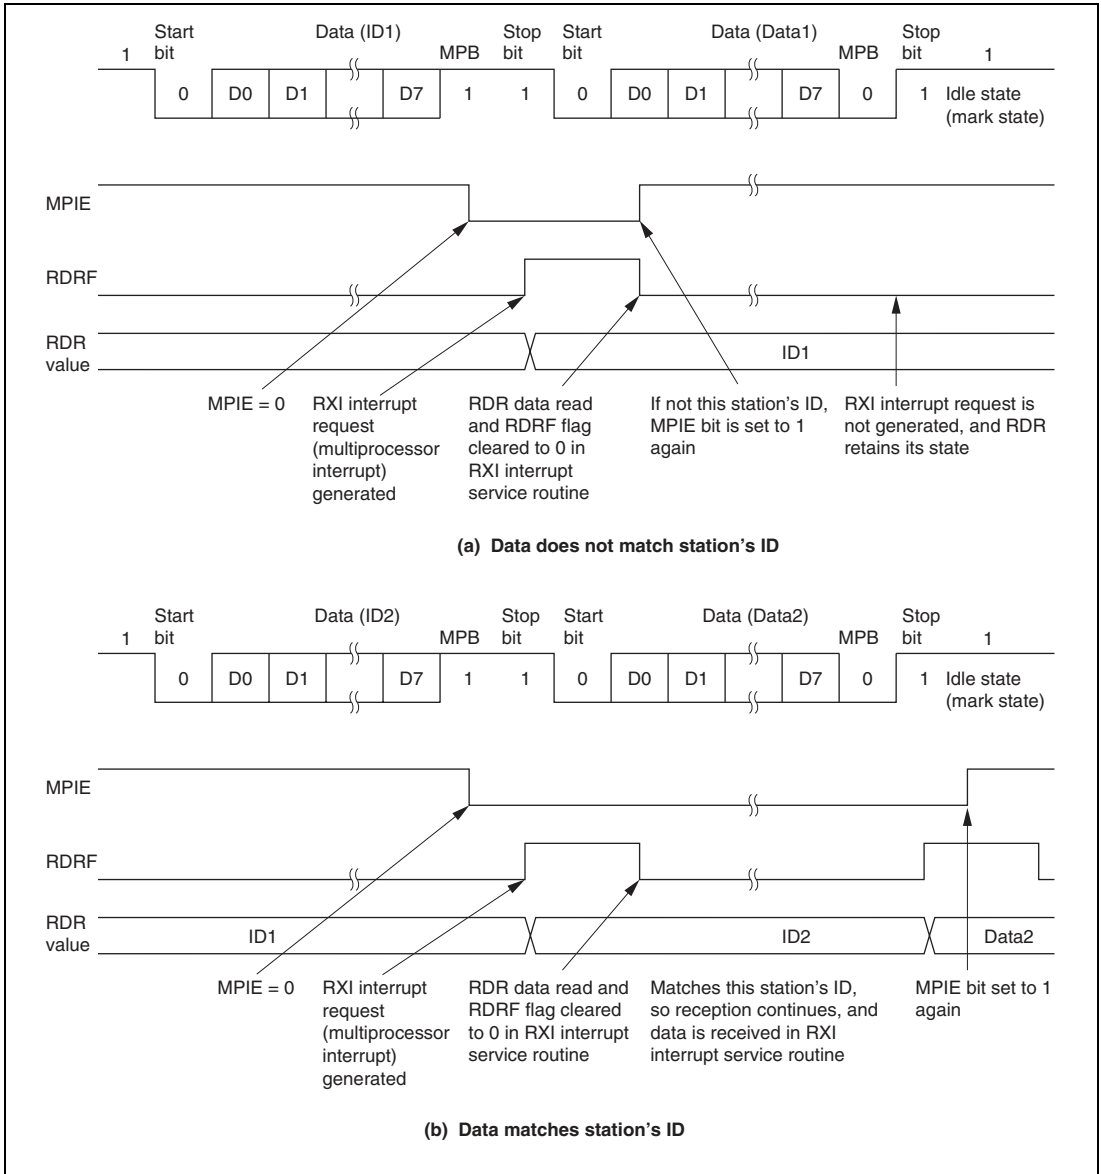 Start Data (ID1) Stop Start Data (Data1) Stop
1 bit MPB bit bit MPB bit 1
0 D0 D1 D7 1 1 0 D0 D1 D7 0 1 Idle state
(mark state)
MPIE
RDRF
RDR
value
ID1
MPIE = 0
RXI interrupt
request
(multiprocessor
interrupt)
generated
RDR data read
and RDRF flag
cleared to 0 in
RXI interrupt
service routine
If not this station's ID,
MPIE bit is set to 1
again
RXI interrupt request is
not generated, and RDR
retains its state
(a) Data does not match station's ID
Start Data (ID2) Stop Start Data (Data2) Stop
1 bit MPB bit bit MPB bit 1
0 D0 D1 D7 1 1 0 D0 D1 D7 0 1 Idle state
(mark state)
MPIE
RDRF
RDR
value
ID1 ID2 Data2
MPIE = 0
RXI interrupt
request
(multiprocessor
interrupt)
generated
RDR data read and
RDRF flag cleared
to 0 in RXI interrupt
service routine
Matches this station's ID,
so reception continues, and
data is received in RXI
interrupt service routine
MPIE bit set to 1
again
(b) Data matches station's ID